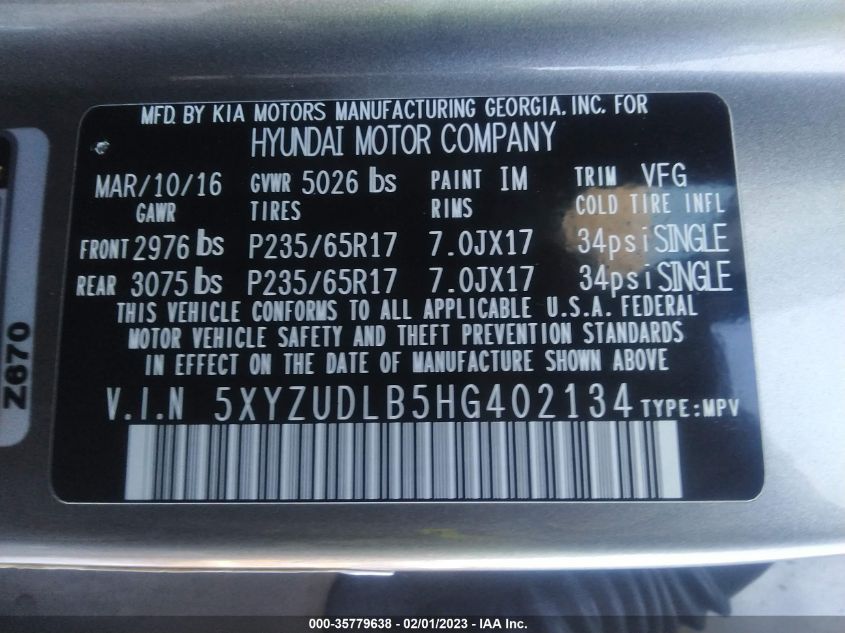 MFD. BY KIA MOTORS MANUFACTURING GEORGIA, INC. FOR
HYUNDAI MOTOR COMPANY
MAR/10/16 GVWR 5026 lbs PAINT IM TRIM VFG
GAWR TIRES RIMS COLD TIRE INFL
FRONT 2976 lbs P235/65R17 7.0JX17 34psi SINGLE
REAR 3075 lbs P235/65R17 7.0JX17 34psi SINGLE
THIS VEHICLE CONFORMS TO ALL APPLICABLE U.S.A. FEDERAL
MOTOR VEHICLE SAFETY AND THEFT PREVENTION STANDARDS
IN EFFECT ON THE DATE OF MANUFACTURE SHOWN ABOVE
V.I.N 5XYZUDLB5HG402134 TYPE:MPV
Z670
000-35779638 - 02/01/2023 - IAA Inc.